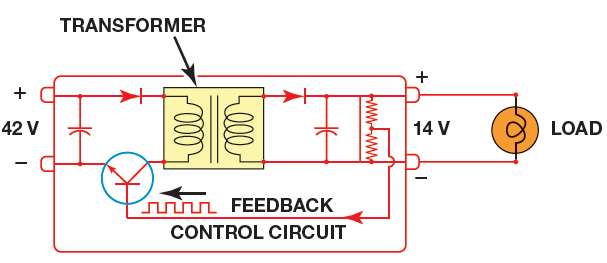 TRANSFORMER
+
+
42 V
14 V
LOAD
–
–
FEEDBACK
CONTROL CIRCUIT